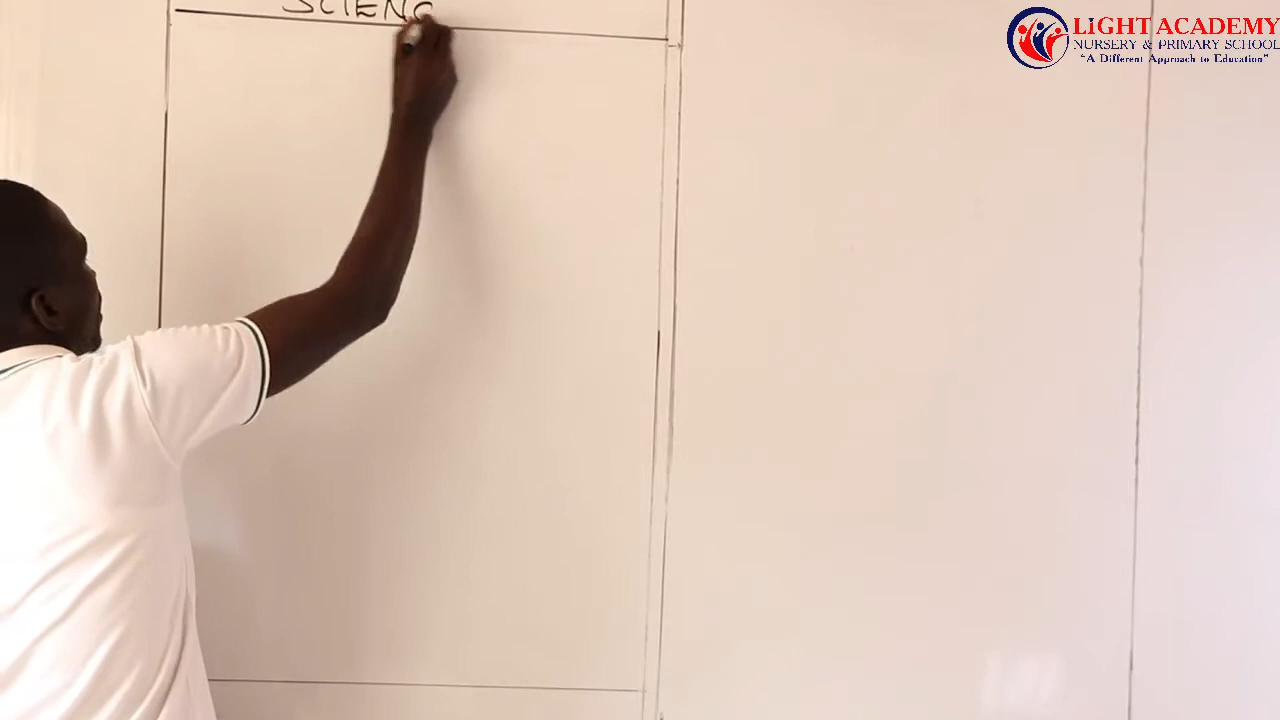 SCIENC
LIGHT ACADEMY
NURSERY & PRIMARY SCHOOL
"A Different Approach to Education"